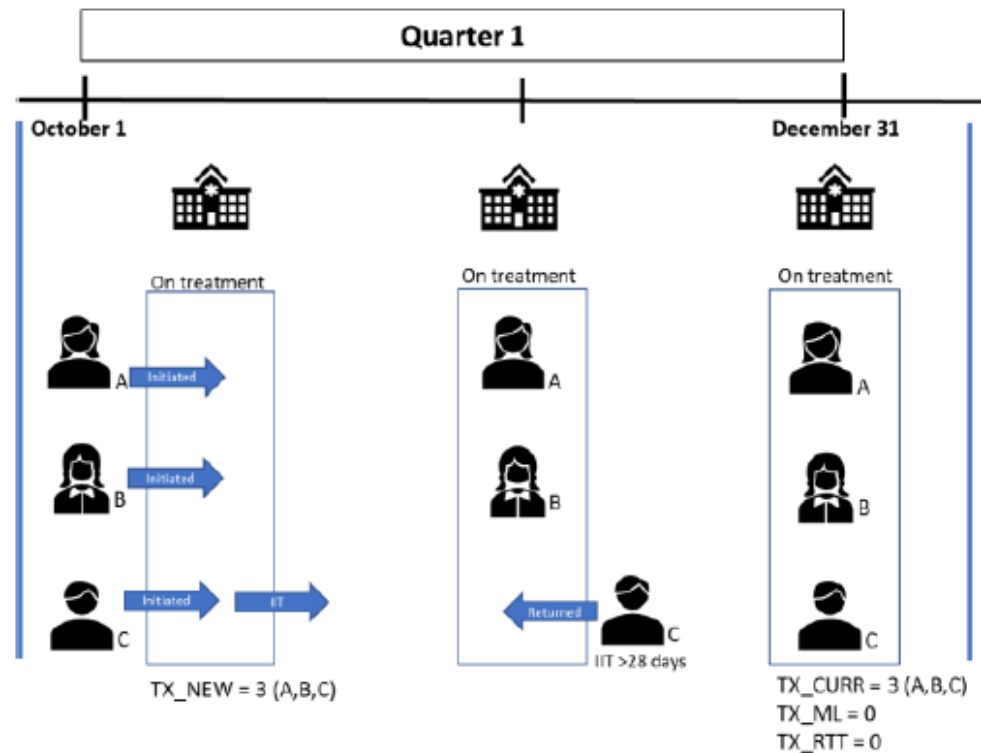 Quarter 1
October 1
December 31
On treatment
On treatment
On treatment
A
Initiated
A
A
B
Initiated
B
B
C
Initiated
IIT
Returned
C
C
IIT >28 days
TX_NEW = 3 (A,B,C)
TX_CURR = 3 (A,B,C)
TX_ML = 0
TX_RTT = 0